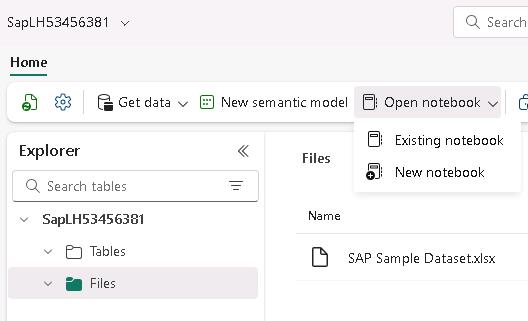 SapLH53456381
Search
Home
Get data
New semantic model
Open notebook
Existing notebook
New notebook
Explorer
Search tables
SapLH53456381
Tables
Files
Files
Name
SAP Sample Dataset.xlsx